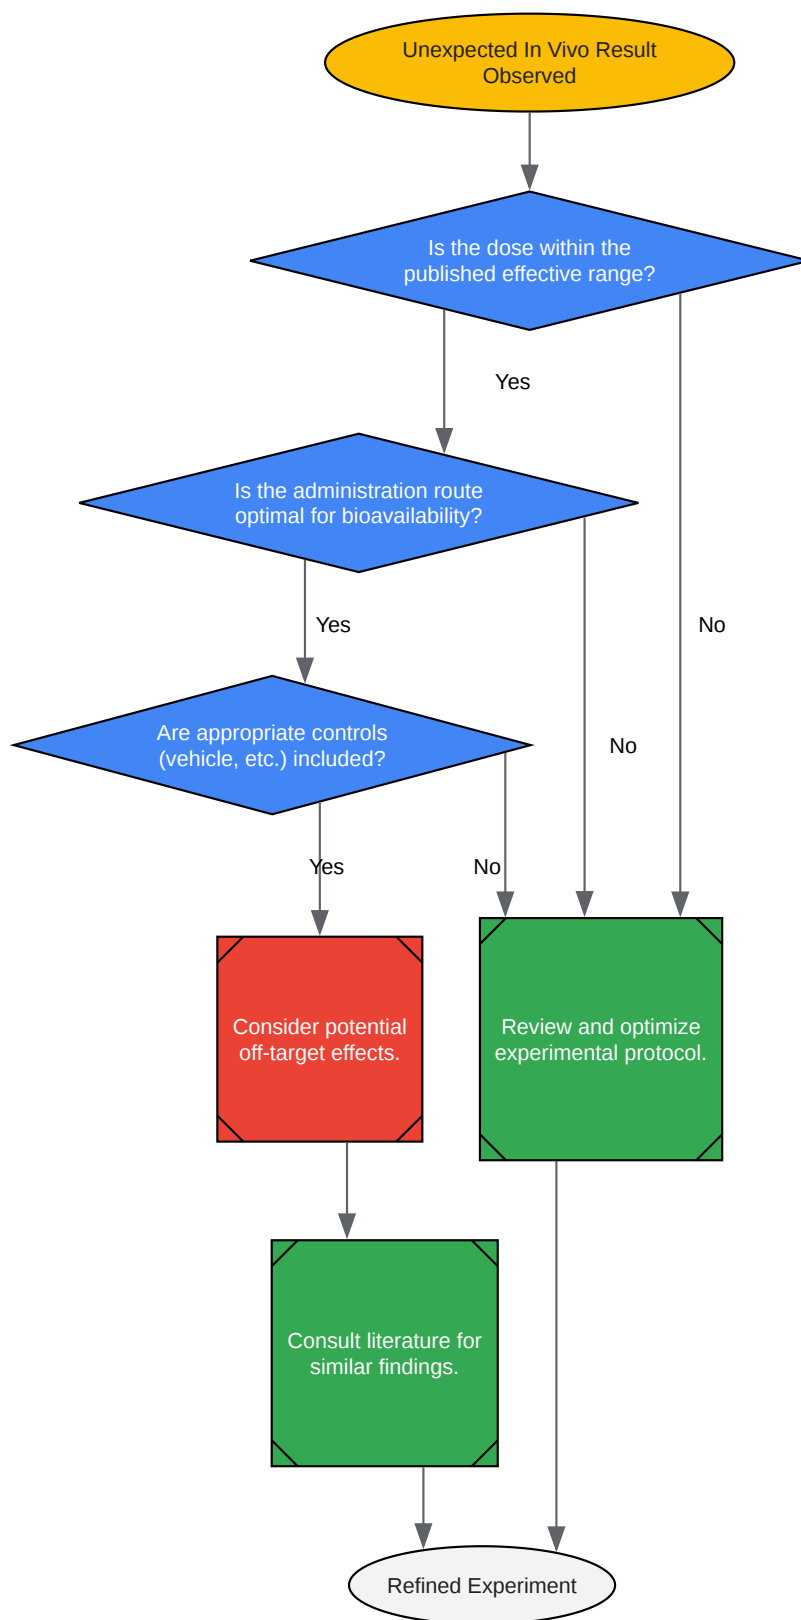 Unexpected In Vivo Result
Observed
Is the dose within the
published effective range?
Yes
Is the administration route
optimal for bioavailability?
Yes
No
Are appropriate controls
(vehicle, etc.) included?
No
Yes
No
Consider potential
off-target effects.
Review and optimize
experimental protocol.
Consult literature for
similar findings.
Refined Experiment